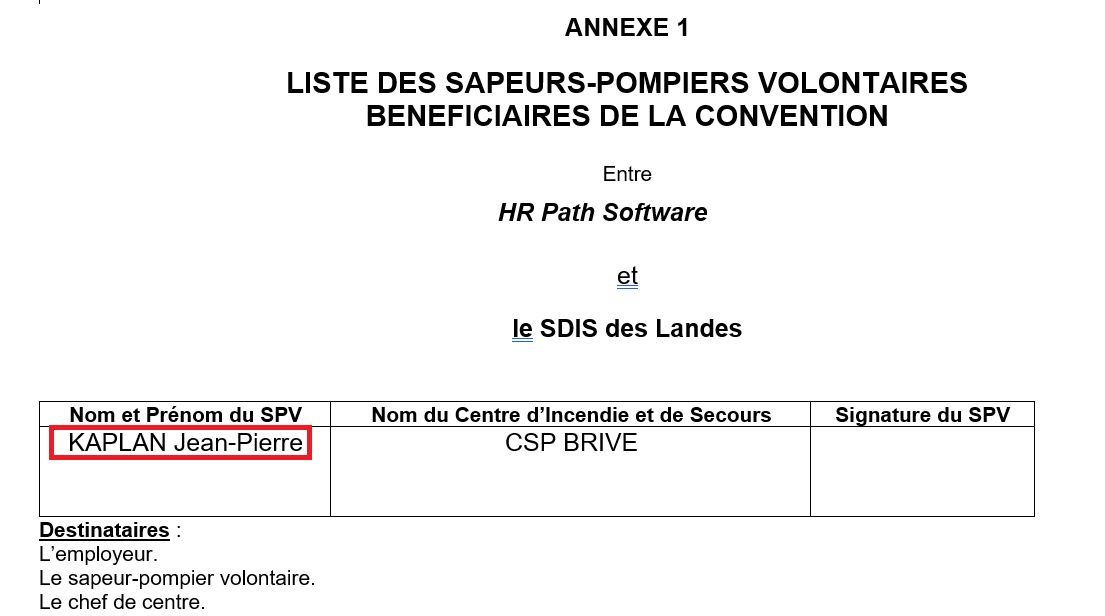 ANNEXE 1
LISTE DES SAPEURS-POMPIERS VOLONTAIRES
BENEFICIAIRES DE LA CONVENTION
Entre
HR Path Software
et
le SDIS des Landes
Nom et Prénom du SPV Nom du Centre d’Incendie et de Secours Signature du SPV
KAPLAN Jean-Pierre CSP BRIVE
Destinataires :
L’employeur.
Le sapeur-pompier volontaire.
Le chef de centre.